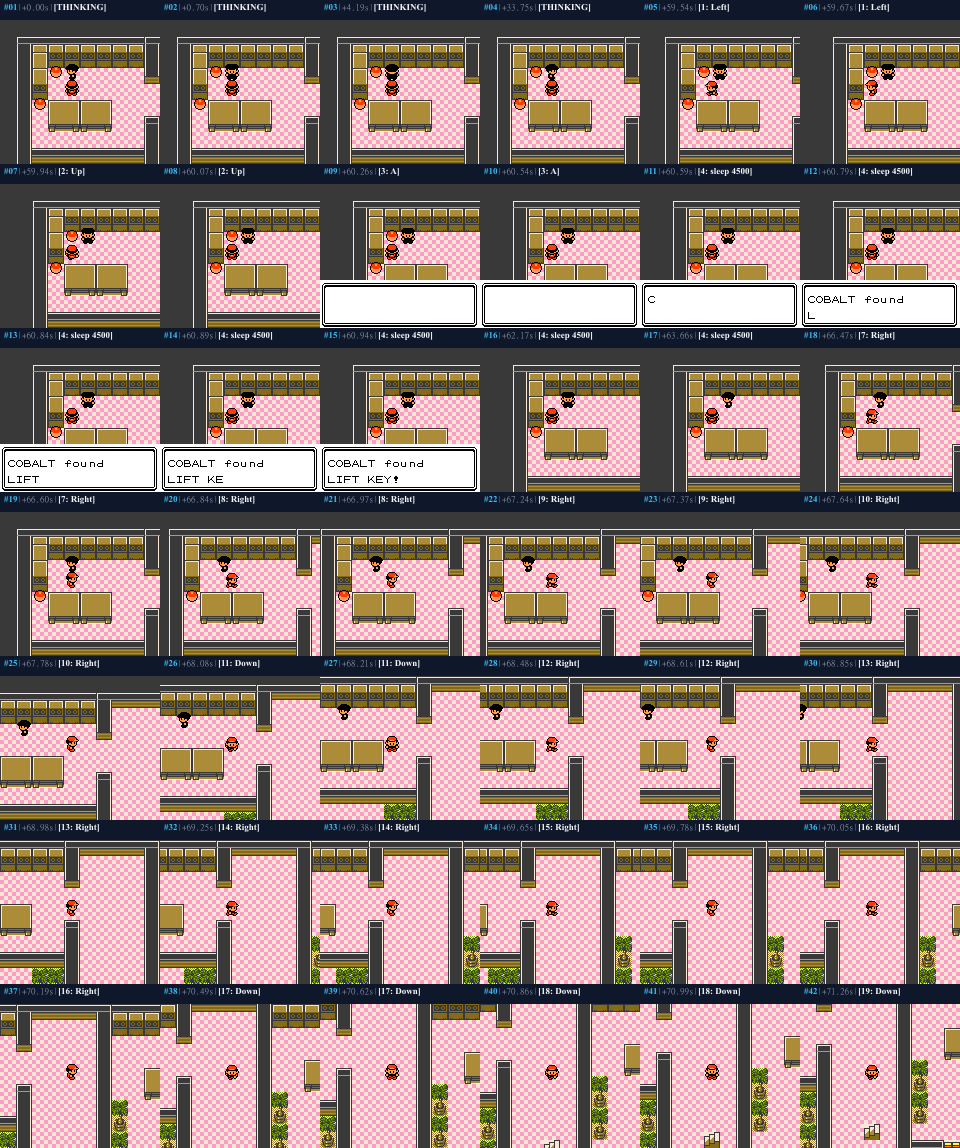 #01|+0.00s| [THINKING]
#02|+0.70s| [THINKING]
#03|+4.19s| [THINKING]
#04|+33.75s| [THINKING]
#05|+59.54s| [1: Left]
#06|+59.67s| [1: Left]
#07|+59.94s| [2: Up]
#08|+60.07s| [2: Up]
#09|+60.26s| [3: A]
#10|+60.54s| [3: A]
#11|+60.59s| [4: sleep 4500]
#12|+60.79s| [4: sleep 4500]
C
COBALT found
L
#13|+60.84s| [4: sleep 4500]
#14|+60.89s| [4: sleep 4500]
#15|+60.94s| [4: sleep 4500]
#16|+62.17s| [4: sleep 4500]
#17|+63.66s| [4: sleep 4500]
#18|+66.47s| [7: Right]
COBALT found
LIFT
COBALT found
LIFT KE
COBALT found
LIFT KEY!
#19|+66.60s| [7: Right]
#20|+66.84s| [8: Right]
#21|+66.97s| [8: Right]
#22|+67.24s| [9: Right]
#23|+67.37s| [9: Right]
#24|+67.64s| [10: Right]
#25|+67.78s| [10: Right]
#26|+68.08s| [11: Down]
#27|+68.21s| [11: Down]
#28|+68.48s| [12: Right]
#29|+68.61s| [12: Right]
#30|+68.85s| [13: Right]
#31|+68.98s| [13: Right]
#32|+69.25s| [14: Right]
#33|+69.38s| [14: Right]
#34|+69.65s| [15: Right]
#35|+69.78s| [15: Right]
#36|+70.05s| [16: Right]
#37|+70.19s| [16: Right]
#38|+70.49s| [17: Down]
#39|+70.62s| [17: Down]
#40|+70.86s| [18: Down]
#41|+70.99s| [18: Down]
#42|+71.26s| [19: Down]